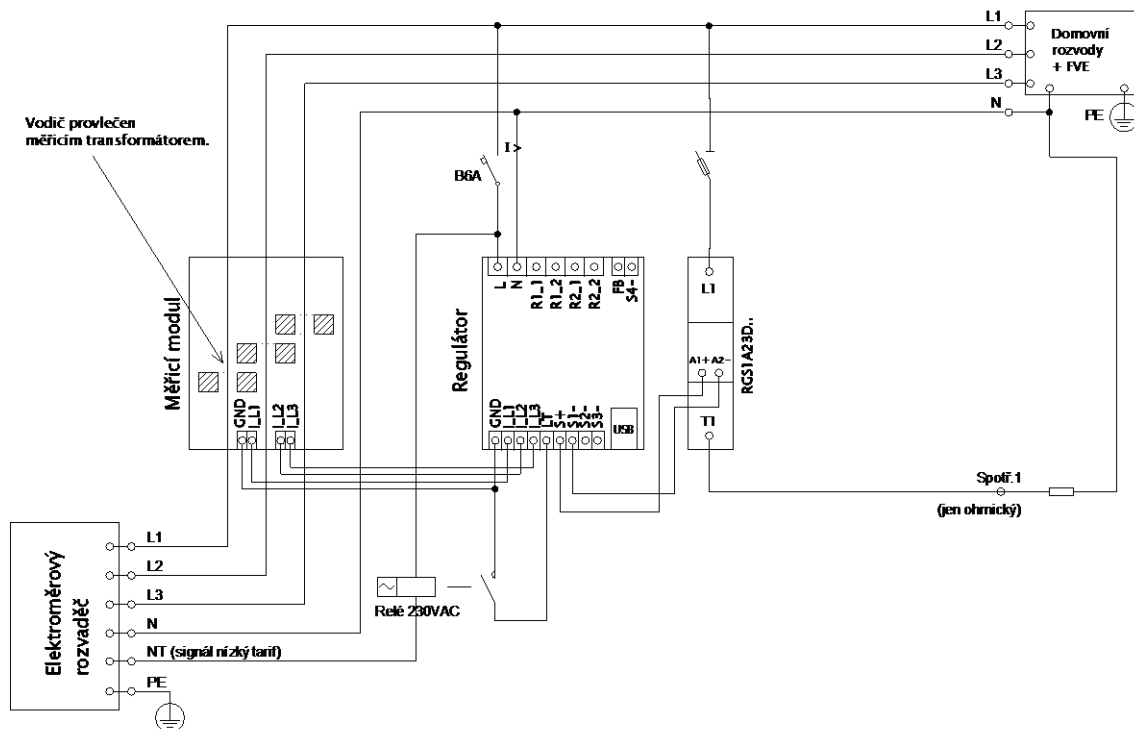 L1
L2
L3
N
Domovní
rozvody
+ FVE
PE
Vodič provlečen
měřicím transformátorem.
I >
B6A
L
N
R1_1
R1_2
R2_1
R2_2
FB
S4-
Měřicí modul
GND
I_L1
I_L2
I_L3
Regulátor
GND
I_L1
I_L2
I_L3
LT
S+
S1-
S2-
S3-
USB
L1
A1+
A2-
T1
RGS1A23D..
Spotř.1
(jen ohmický)
Relé 230VAC
Elektroměrový
rozvaděč
L1
L2
L3
N
NT (signál nízký tarif)
PE